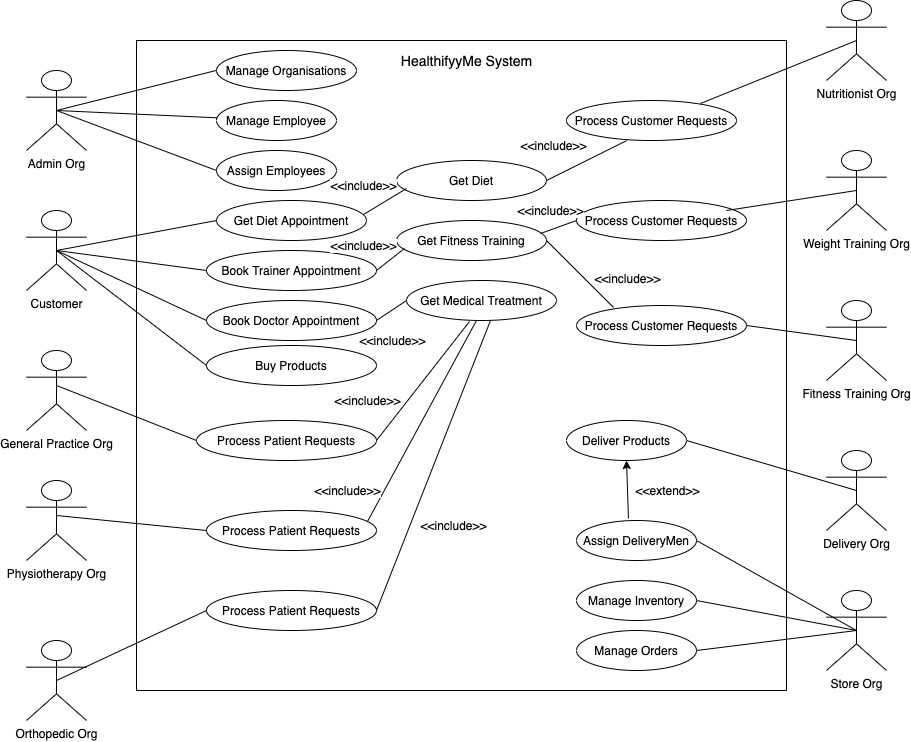 HealthifyyMe System
Nutritionist Org
Manage Organisations
Manage Employee
Process Customer Requests
<<include>>
Admin Org
Assign Employees
<<include>>
Get Diet
Weight Training Org
Get Diet Appointment
<<include>>
Process Customer Requests
<<include>>
Get Fitness Training
Customer
Book Trainer Appointment
<<include>>
Get Medical Treatment
Book Doctor Appointment
Process Customer Requests
<<include>>
Buy Products
Fitness Training Org
<<include>>
General Practice Org
Process Patient Requests
Deliver Products
<<include>>
<<extend>>
Physiotherapy Org
Process Patient Requests
<<include>>
Assign DeliveryMen
Delivery Org
Process Patient Requests
Manage Inventory
Manage Orders
Store Org
Orthopedic Org